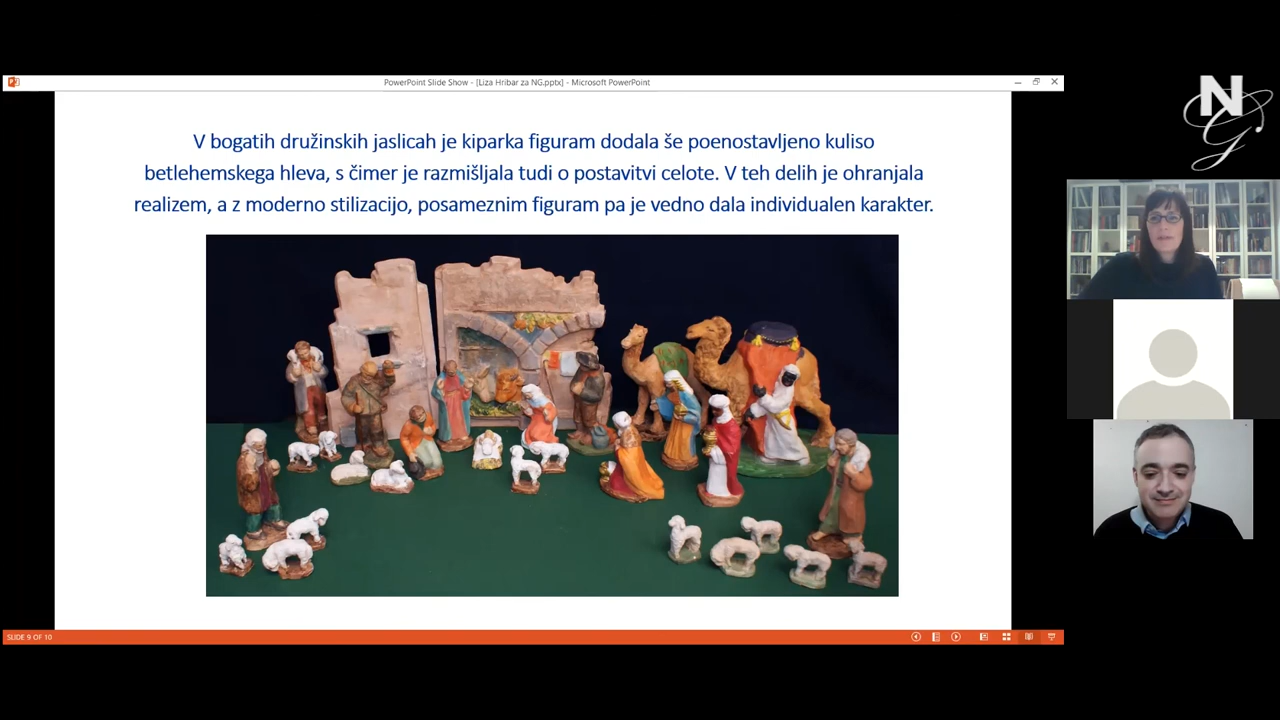 PowerPoint Slide Show - [Liza Hribar za NG.pptx] - Microsoft PowerPoint
V bogatih družinskih jaslicah je kiparka figuram dodala še poenostavljeno kuliso
betlehemskega hleva, s čimer je razmišljala tudi o postavitvi celote. V teh delih je ohranjala
realizem, a z moderno stilizacijo, posameznim figuram pa je vedno dala individualen karakter.
SLIDE 9 OF 10
NG